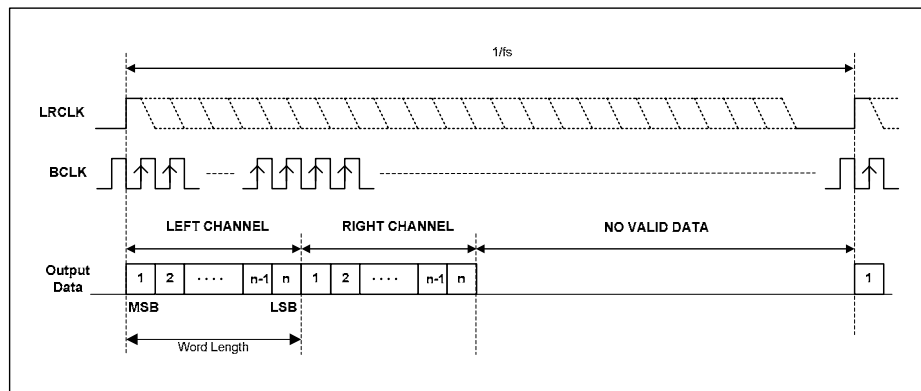 1/fs
LRCLK
BCLK
LEFT CHANNEL RIGHT CHANNEL NO VALID DATA
Output Data 1 2 .... n-1 n 1 2 .... n-1 n 1
MSB LSB
Word Length